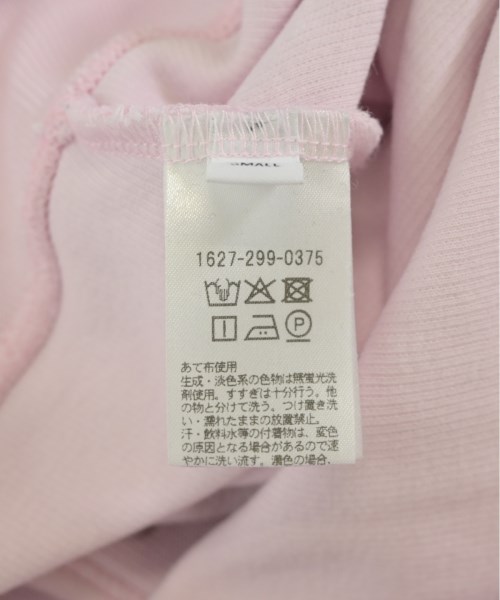 SMALL
1627-299-0375
P
あて布使用
生成・淡色系の色物は無蛍光洗
剤使用。すすぎは十分行う。他
の物と分けて洗う。つけ置き洗
い・濡れたままの放置禁止。
汗・飲料水等の付着物は、変色
の原因となる場合があるので速
やかに洗い流す。濃色の場合、